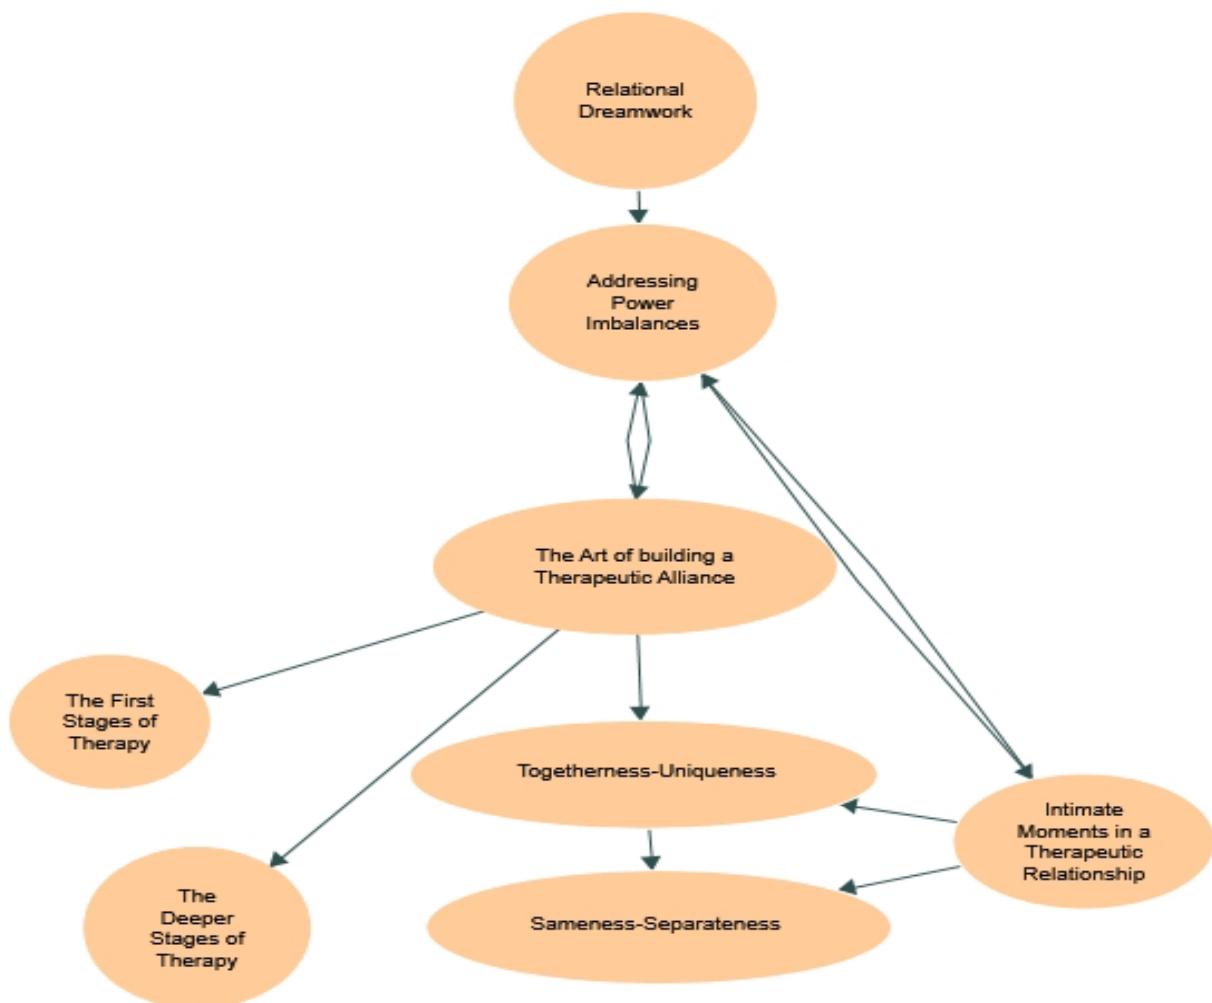 Relational
Dreamwork
Addressing
Power
Imbalances
The Art of building a
Therapeutic Alliance
The First
Stages of
Therapy
Togetherness-Uniqueness
Intimate
Moments in a
Therapeutic
Relationship
The
Deeper
Stages of
Therapy
Sameness-Separateness